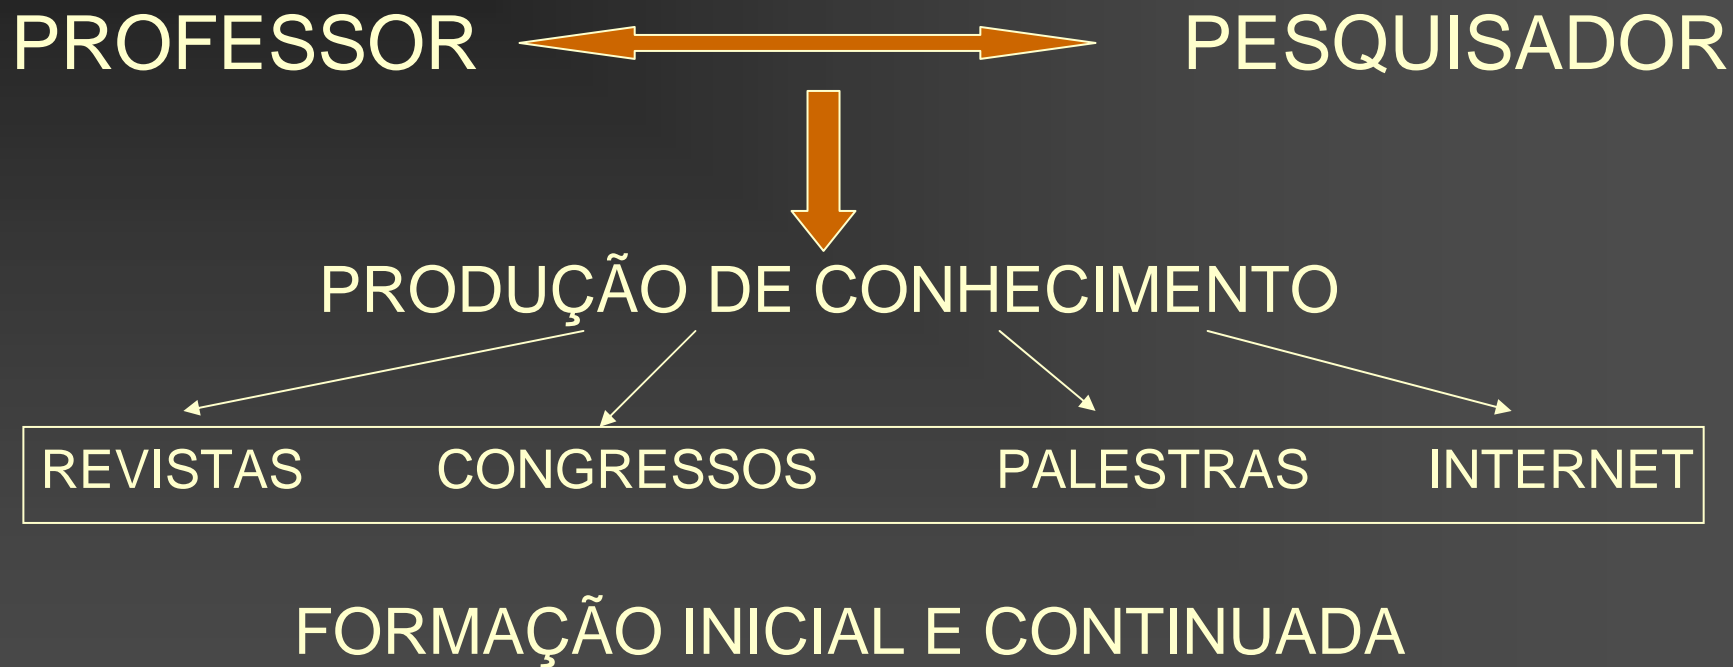 PROFESSOR PESQUISADOR
PRODUÇÃO DE CONHECIMENTO
REVISTAS CONGRESSOS PALESTRAS INTERNET
FORMAÇÃO INICIAL E CONTINUADA